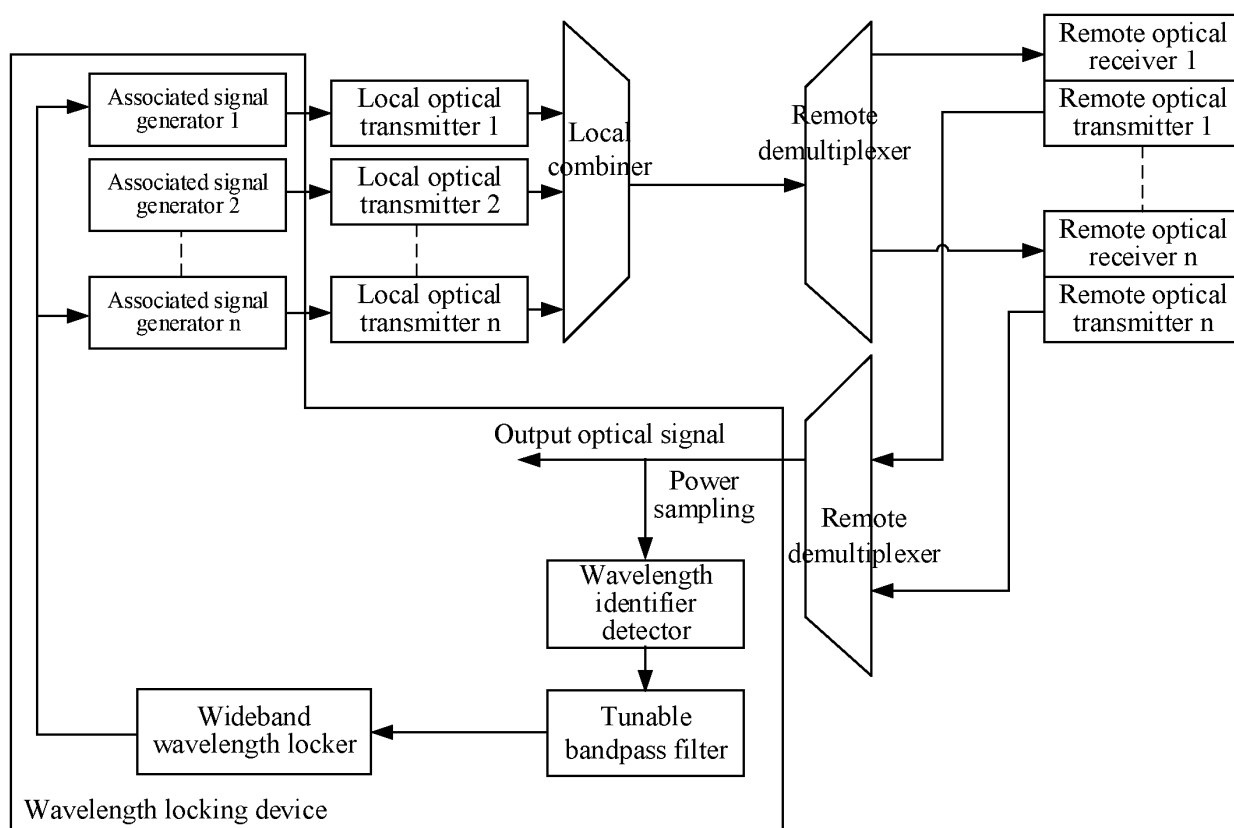 Associated signal
generator 1
Local optical
transmitter 1
Local
combiner
Remote
demultiplexer
Remote optical
receiver 1
Remote optical
transmitter 1
Associated signal
generator 2
Local optical
transmitter 2
Associated signal
generator n
Local optical
transmitter n
Remote optical
receiver n
Remote optical
transmitter n
Output optical signal
Power
sampling
Remote
demultiplexer
Wavelength
identifier
detector
Tunable
bandpass filter
Wideband
wavelength locker
Wavelength locking device